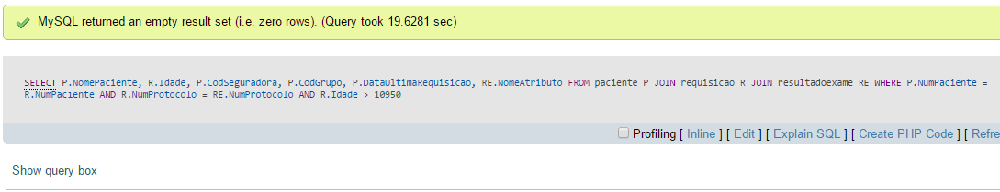 MySQL returned an empty result set (i.e. zero rows). (Query took 19.6281 sec)
SELECT P.NomePaciente, R.Idade, P.CodSeguradora, P.CodGrupo, P.DataUltimaRequisicao, RE.NomeAtributo FROM paciente P JOIN requisicao R JOIN resultadoexame RE WHERE P.NumPaciente =
R.NumPaciente AND R.NumProtocolo = RE.NumProtocolo AND R.Idade > 10950
Profiling [ Inline ] [ Edit ] [ Explain SQL ] [ Create PHP Code ] [ Refre
Show query box